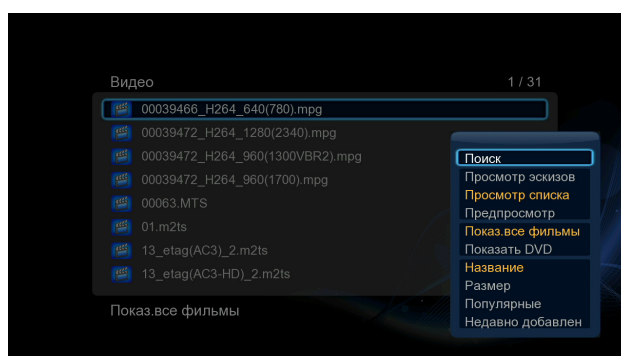 Видео 1 / 31
00039466_H264_640(780).mpg
00039472_H264_1280(2340).mpg
00039472_H264_960(1300VBR2).mpg
00039472_H264_960(1700).mpg
00063.MTS
01.m2ts
13_etag(AC3)_2.m2ts
13_etag(AC3-HD)_2.m2ts
Показ.все фильмы
Поиск
Просмотр эскизов
Просмотр списка
Предпросмотр
Показ.все фильмы
Показать DVD
Название
Размер
Популярные
Недавно добавлен